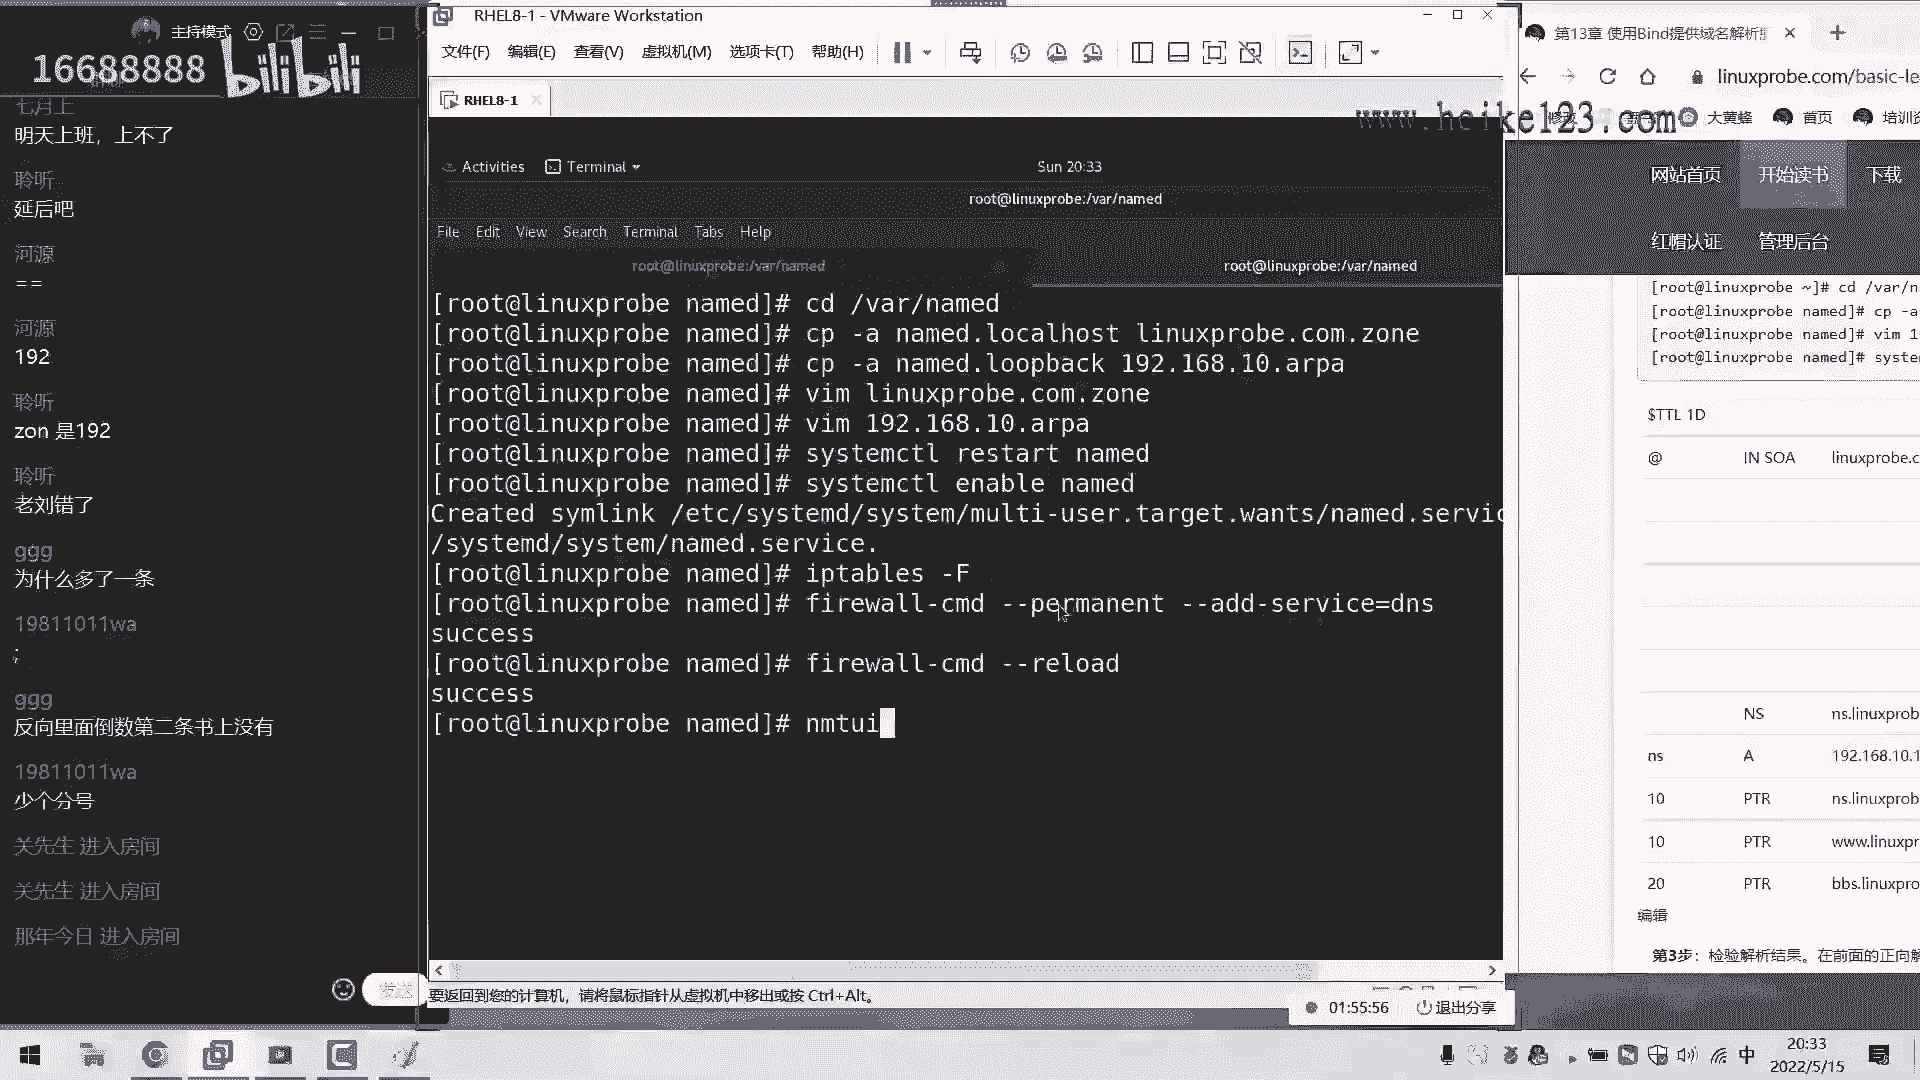 主持模式
16688888 bilibili
七月上
明天上班，上不了
聆听
延后吧
河源
==
河源
192
聆听
zon 是192
聆听
老刘错了
ggg
为什么多了一条
19811011wa
;
ggg
反向里面倒数第二条书上没有
19811011wa
少个分号
关先生 进入房间
关先生 进入房间
那年今日 进入房间
发送
RHEL8-1 - VMware Workstation
文件(F) 编辑(E) 查看(V) 虚拟机(M) 选项卡(T) 帮助(H)
RHEL8-1
Activities Terminal Sun 20:33
root@linuxprobe:/var/named
File Edit View Search Terminal Tabs Help
root@linuxprobe:/var/named root@linuxprobe:/var/named
[root@linuxprobe named]# cd /var/named
[root@linuxprobe named]# cp -a named.localhost linuxprobe.com.zone
[root@linuxprobe named]# cp -a named.loopback 192.168.10.arpa
[root@linuxprobe named]# vim linuxprobe.com.zone
[root@linuxprobe named]# vim 192.168.10.arpa
[root@linuxprobe named]# systemctl restart named
[root@linuxprobe named]# systemctl enable named
Created symlink /etc/systemd/system/multi-user.target.wants/named.servic
/systemd/system/named.service.
[root@linuxprobe named]# iptables -F
[root@linuxprobe named]# firewall-cmd --permanent --add-service=dns
success
[root@linuxprobe named]# firewall-cmd --reload
success
[root@linuxprobe named]# nmtui
要返回到您的计算机，请将鼠标指针从虚拟机中移出或按 Ctrl+Alt。
01:55:56 退出分享
第13章 使用Bind提供域名解析服
linuxprobe.com/basic-le
www.heike123.com
大黄蜂 首页 培训资
网站首页 开始读书 下载
红帽认证 管理后台
[root@linuxprobe ~]# cd /var/n
[root@linuxprobe named]# cp -a
[root@linuxprobe named]# vim 1
[root@linuxprobe named]# syste
$TTL 1D
@ IN SOA linuxprobe.c
NS ns.linuxprob
ns A 192.168.10.1
10 PTR ns.linuxprob
10 PTR www.linuxpr
20 PTR bbs.linuxpro
编辑
第3步：检验解析结果。在前面的正向解
中 20:33
2022/5/15